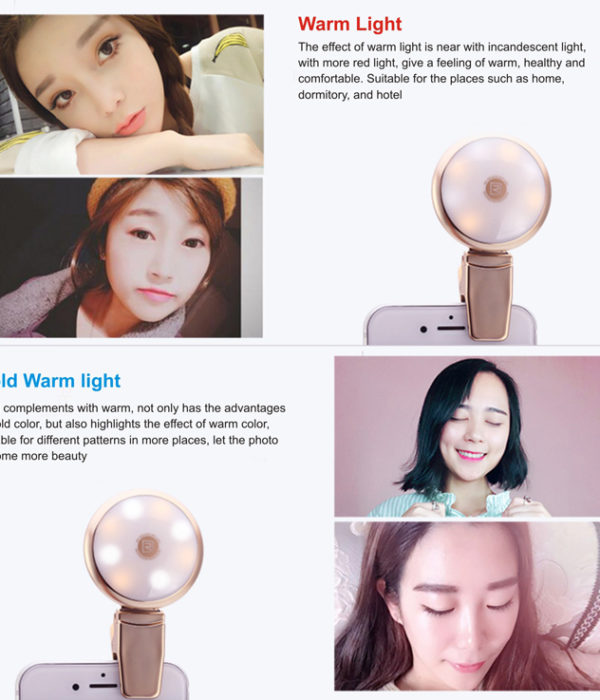 Warm Light
The effect of warm light is near with incandescent light,
with more red light, give a feeling of warm, healthy and
comfortable. Suitable for the places such as home,
dormitory, and hotel
ld Warm light
complements with warm, not only has the advantages
ld color, but also highlights the effect of warm color,
ble for different patterns in more places, let the photo
ome more beauty